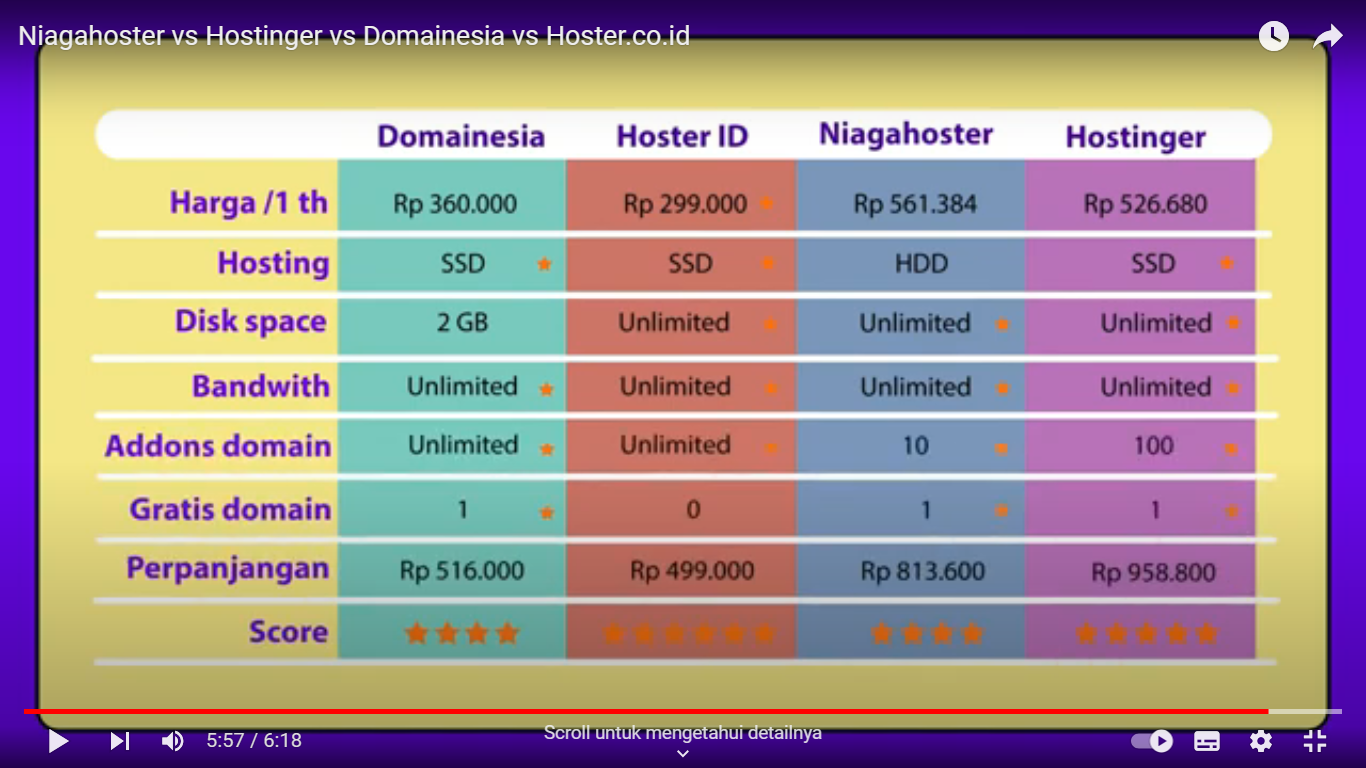 Niagahoster vs Hostinger vs Domainesia vs Hoster.co.id
Domainesia Hoster ID Niagahoster Hostinger
Harga /1 th Rp 360.000 Rp 299.000 Rp 561.384 Rp 526.680
Hosting SSD SSD HDD SSD
Disk space 2 GB Unlimited Unlimited Unlimited
Bandwith Unlimited Unlimited Unlimited Unlimited
Addons domain Unlimited Unlimited 10 100
Gratis domain 1 0 1 1
Perpanjangan Rp 516.000 Rp 499.000 Rp 813.600 Rp 958.800
Score
5:57 / 6:18
Scroll untuk mengetahui detailnya